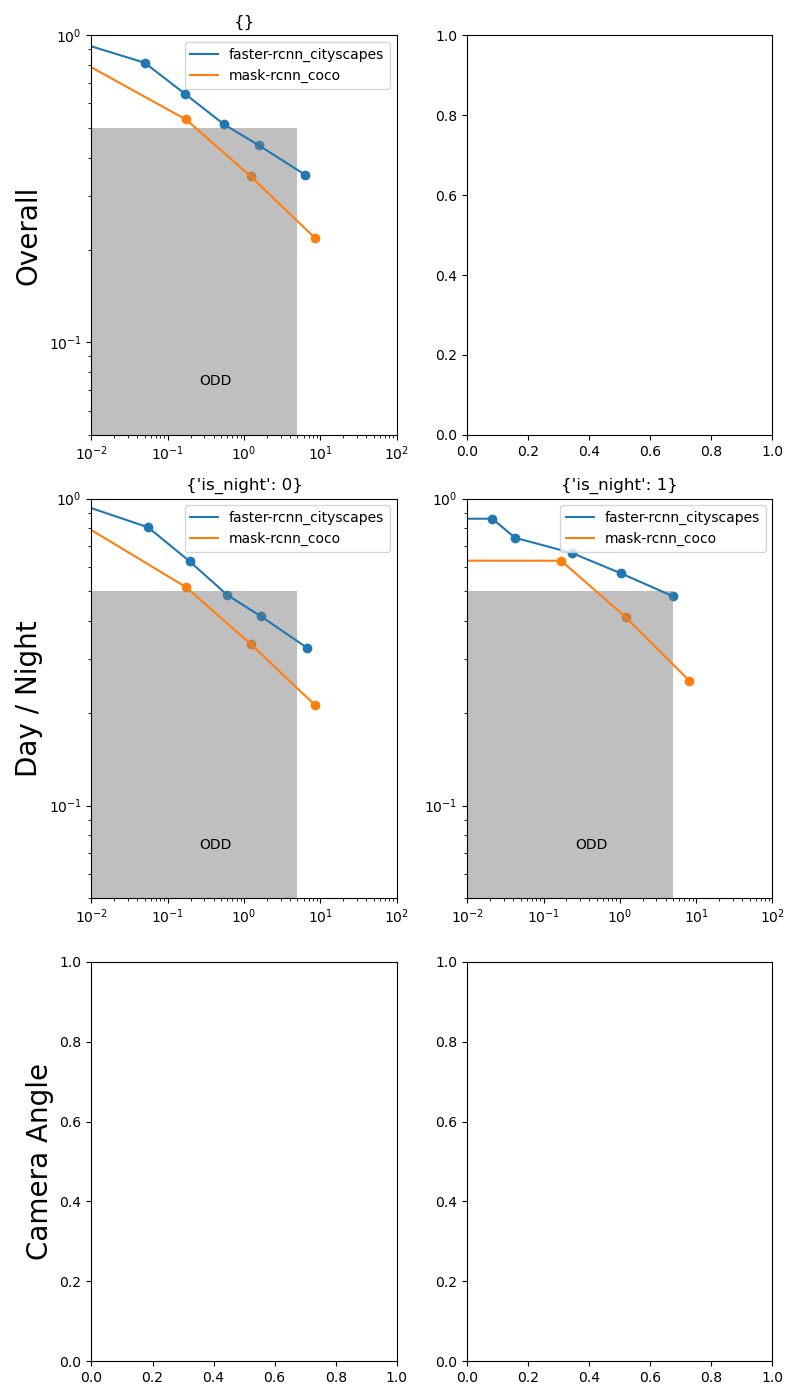 {}
Overall
10⁰
10⁻¹
faster-rcnn_cityscapes
mask-rcnn_coco
ODD
10⁻² 10⁻¹ 10⁰ 10¹ 10²
1.0
0.8
0.6
0.4
0.2
0.0
0.0 0.2 0.4 0.6 0.8 1.0
{'is_night': 0}
Day / Night
10⁰
10⁻¹
faster-rcnn_cityscapes
mask-rcnn_coco
ODD
10⁻² 10⁻¹ 10⁰ 10¹ 10²
{'is_night': 1}
10⁰
10⁻¹
faster-rcnn_cityscapes
mask-rcnn_coco
ODD
10⁻² 10⁻¹ 10⁰ 10¹ 10²
Camera Angle
1.0
0.8
0.6
0.4
0.2
0.0
0.0 0.2 0.4 0.6 0.8 1.0
1.0
0.8
0.6
0.4
0.2
0.0
0.0 0.2 0.4 0.6 0.8 1.0